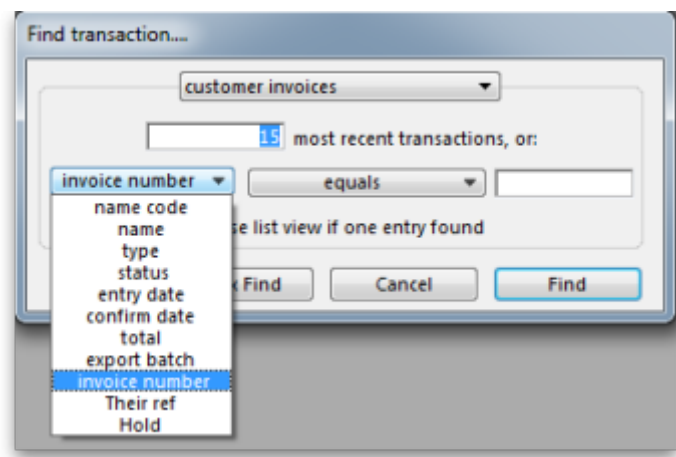 Find transaction....
customer invoices
15 most recent transactions, or:
invoice number equals
name code
name
type
status
entry date
confirm date
total
export batch
invoice number
Their ref
Hold
list view if one entry found
Find Cancel Find